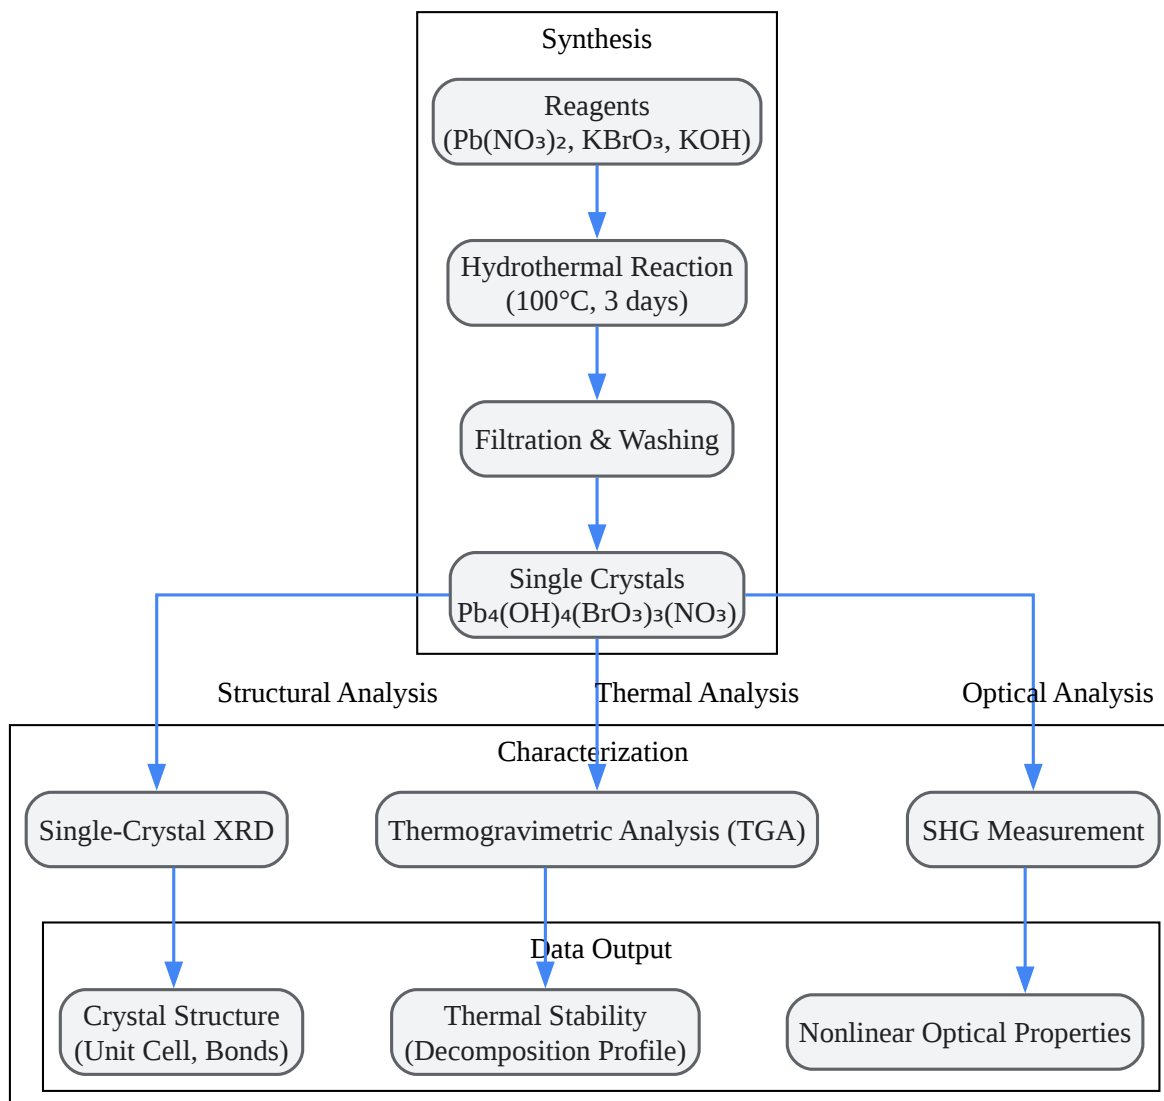 Synthesis
Reagents
(Pb(NO₃)₂, KBrO₃, KOH)
Hydrothermal Reaction
(100°C, 3 days)
Filtration & Washing
Single Crystals
Pb₄(OH)₄(BrO₃)₃(NO₃)
Structural Analysis
Thermal Analysis
Optical Analysis
Characterization
Single-Crystal XRD
Thermogravimetric Analysis (TGA)
SHG Measurement
Data Output
Crystal Structure
(Unit Cell, Bonds)
Thermal Stability
(Decomposition Profile)
Nonlinear Optical Properties